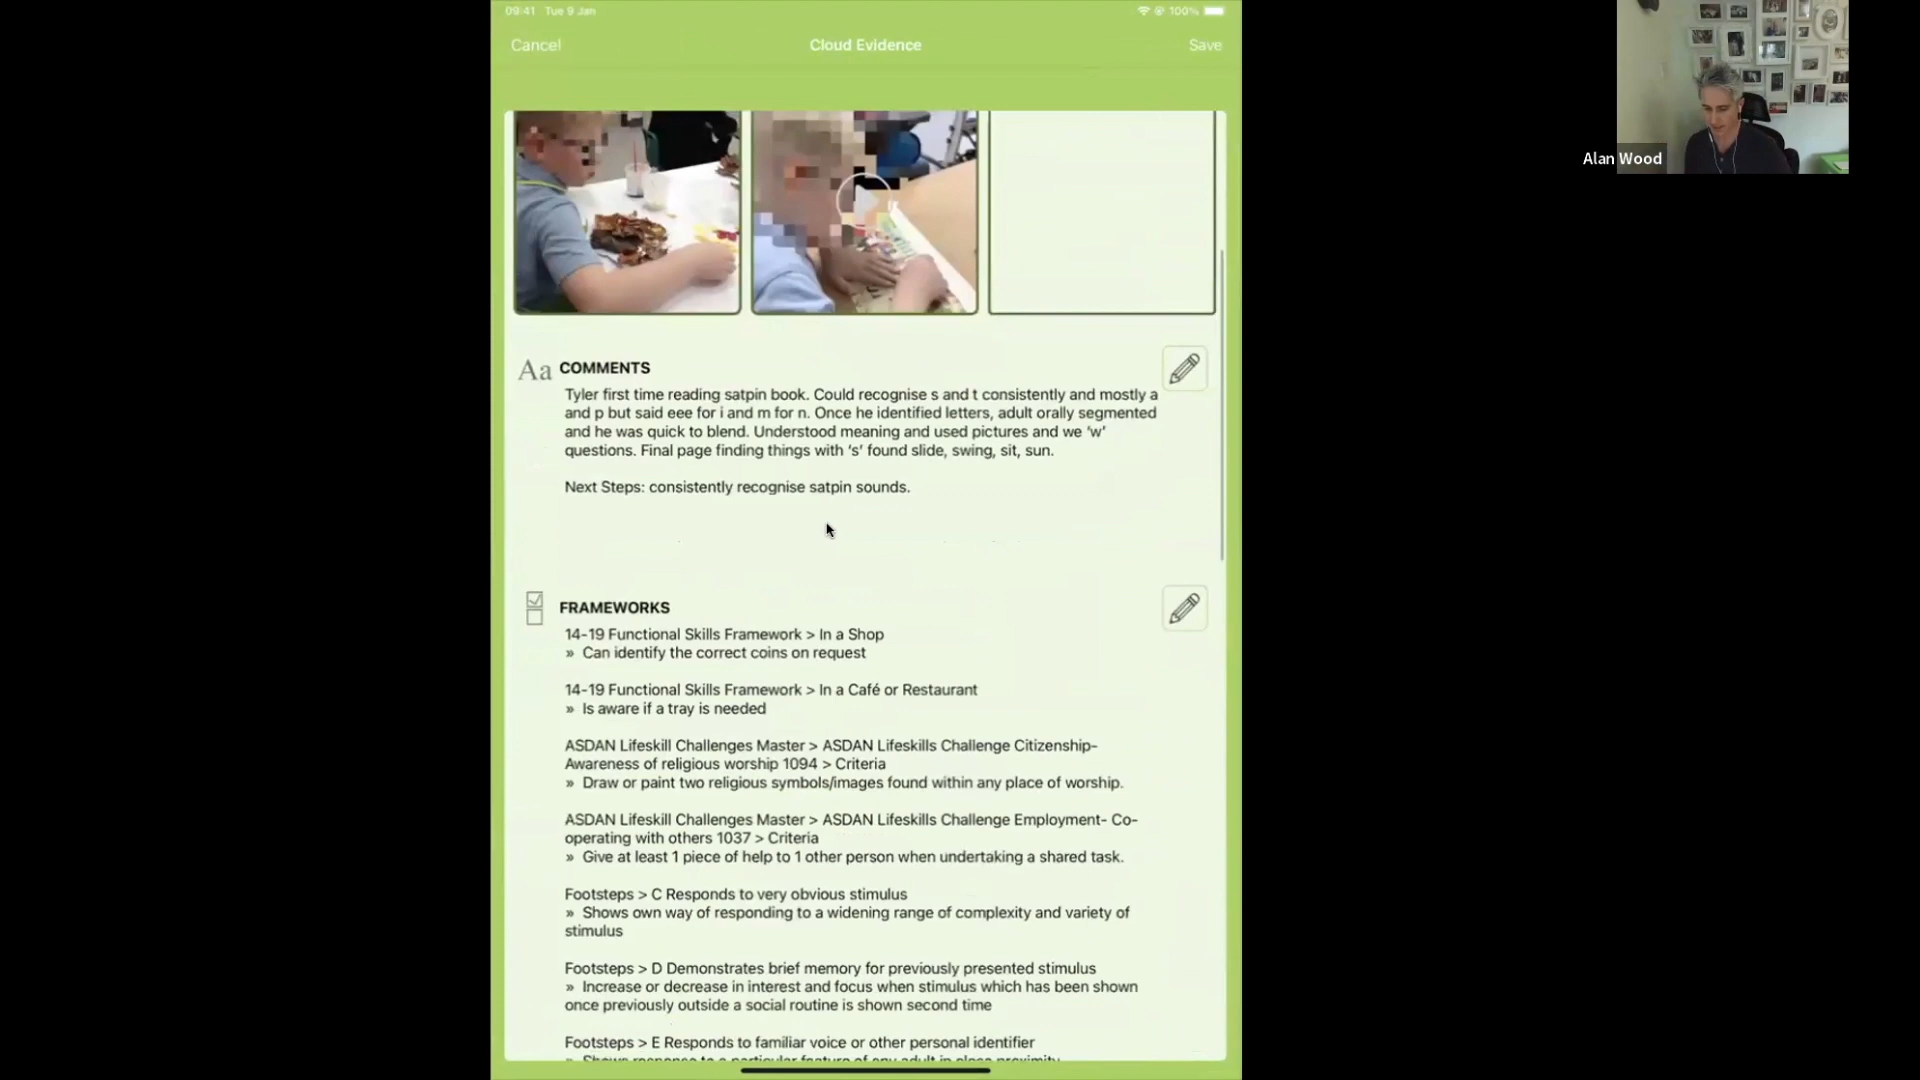 09:41 Tue 9 Jan
100%
Cancel
Cloud Evidence
Save
Alan Wood
Aa COMMENTS
Tyler first time reading satpin book. Could recognise s and t consistently and mostly a
and p but said eee for i and m for n. Once he identified letters, adult orally segmented
and he was quick to blend. Understood meaning and used pictures and we ‘w’
questions. Final page finding things with ‘s’ found slide, swing, sit, sun.
Next Steps: consistently recognise satpin sounds.
FRAMEWORKS
14-19 Functional Skills Framework > In a Shop
» Can identify the correct coins on request
14-19 Functional Skills Framework > In a Café or Restaurant
» Is aware if a tray is needed
ASDAN Lifeskill Challenges Master > ASDAN Lifeskills Challenge Citizenship-
Awareness of religious worship 1094 > Criteria
» Draw or paint two religious symbols/images found within any place of worship.
ASDAN Lifeskill Challenges Master > ASDAN Lifeskills Challenge Employment- Co-
operating with others 1037 > Criteria
» Give at least 1 piece of help to 1 other person when undertaking a shared task.
Footsteps > C Responds to very obvious stimulus
» Shows own way of responding to a widening range of complexity and variety of
stimulus
Footsteps > D Demonstrates brief memory for previously presented stimulus
» Increase or decrease in interest and focus when stimulus which has been shown
once previously outside a social routine is shown second time
Footsteps > E Responds to familiar voice or other personal identifier
» Shows response to a particular feature of any adult in close proximity